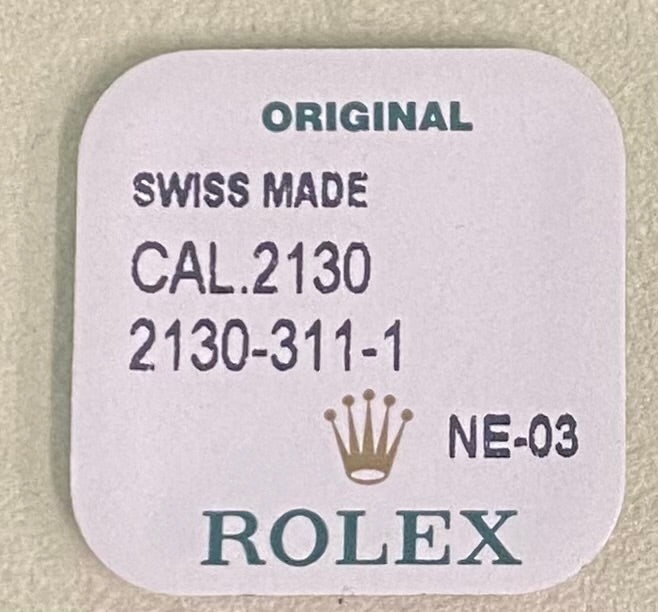 ORIGINAL
SWISS MADE
CAL.2130
2130-311-1
NE-03
ROLEX